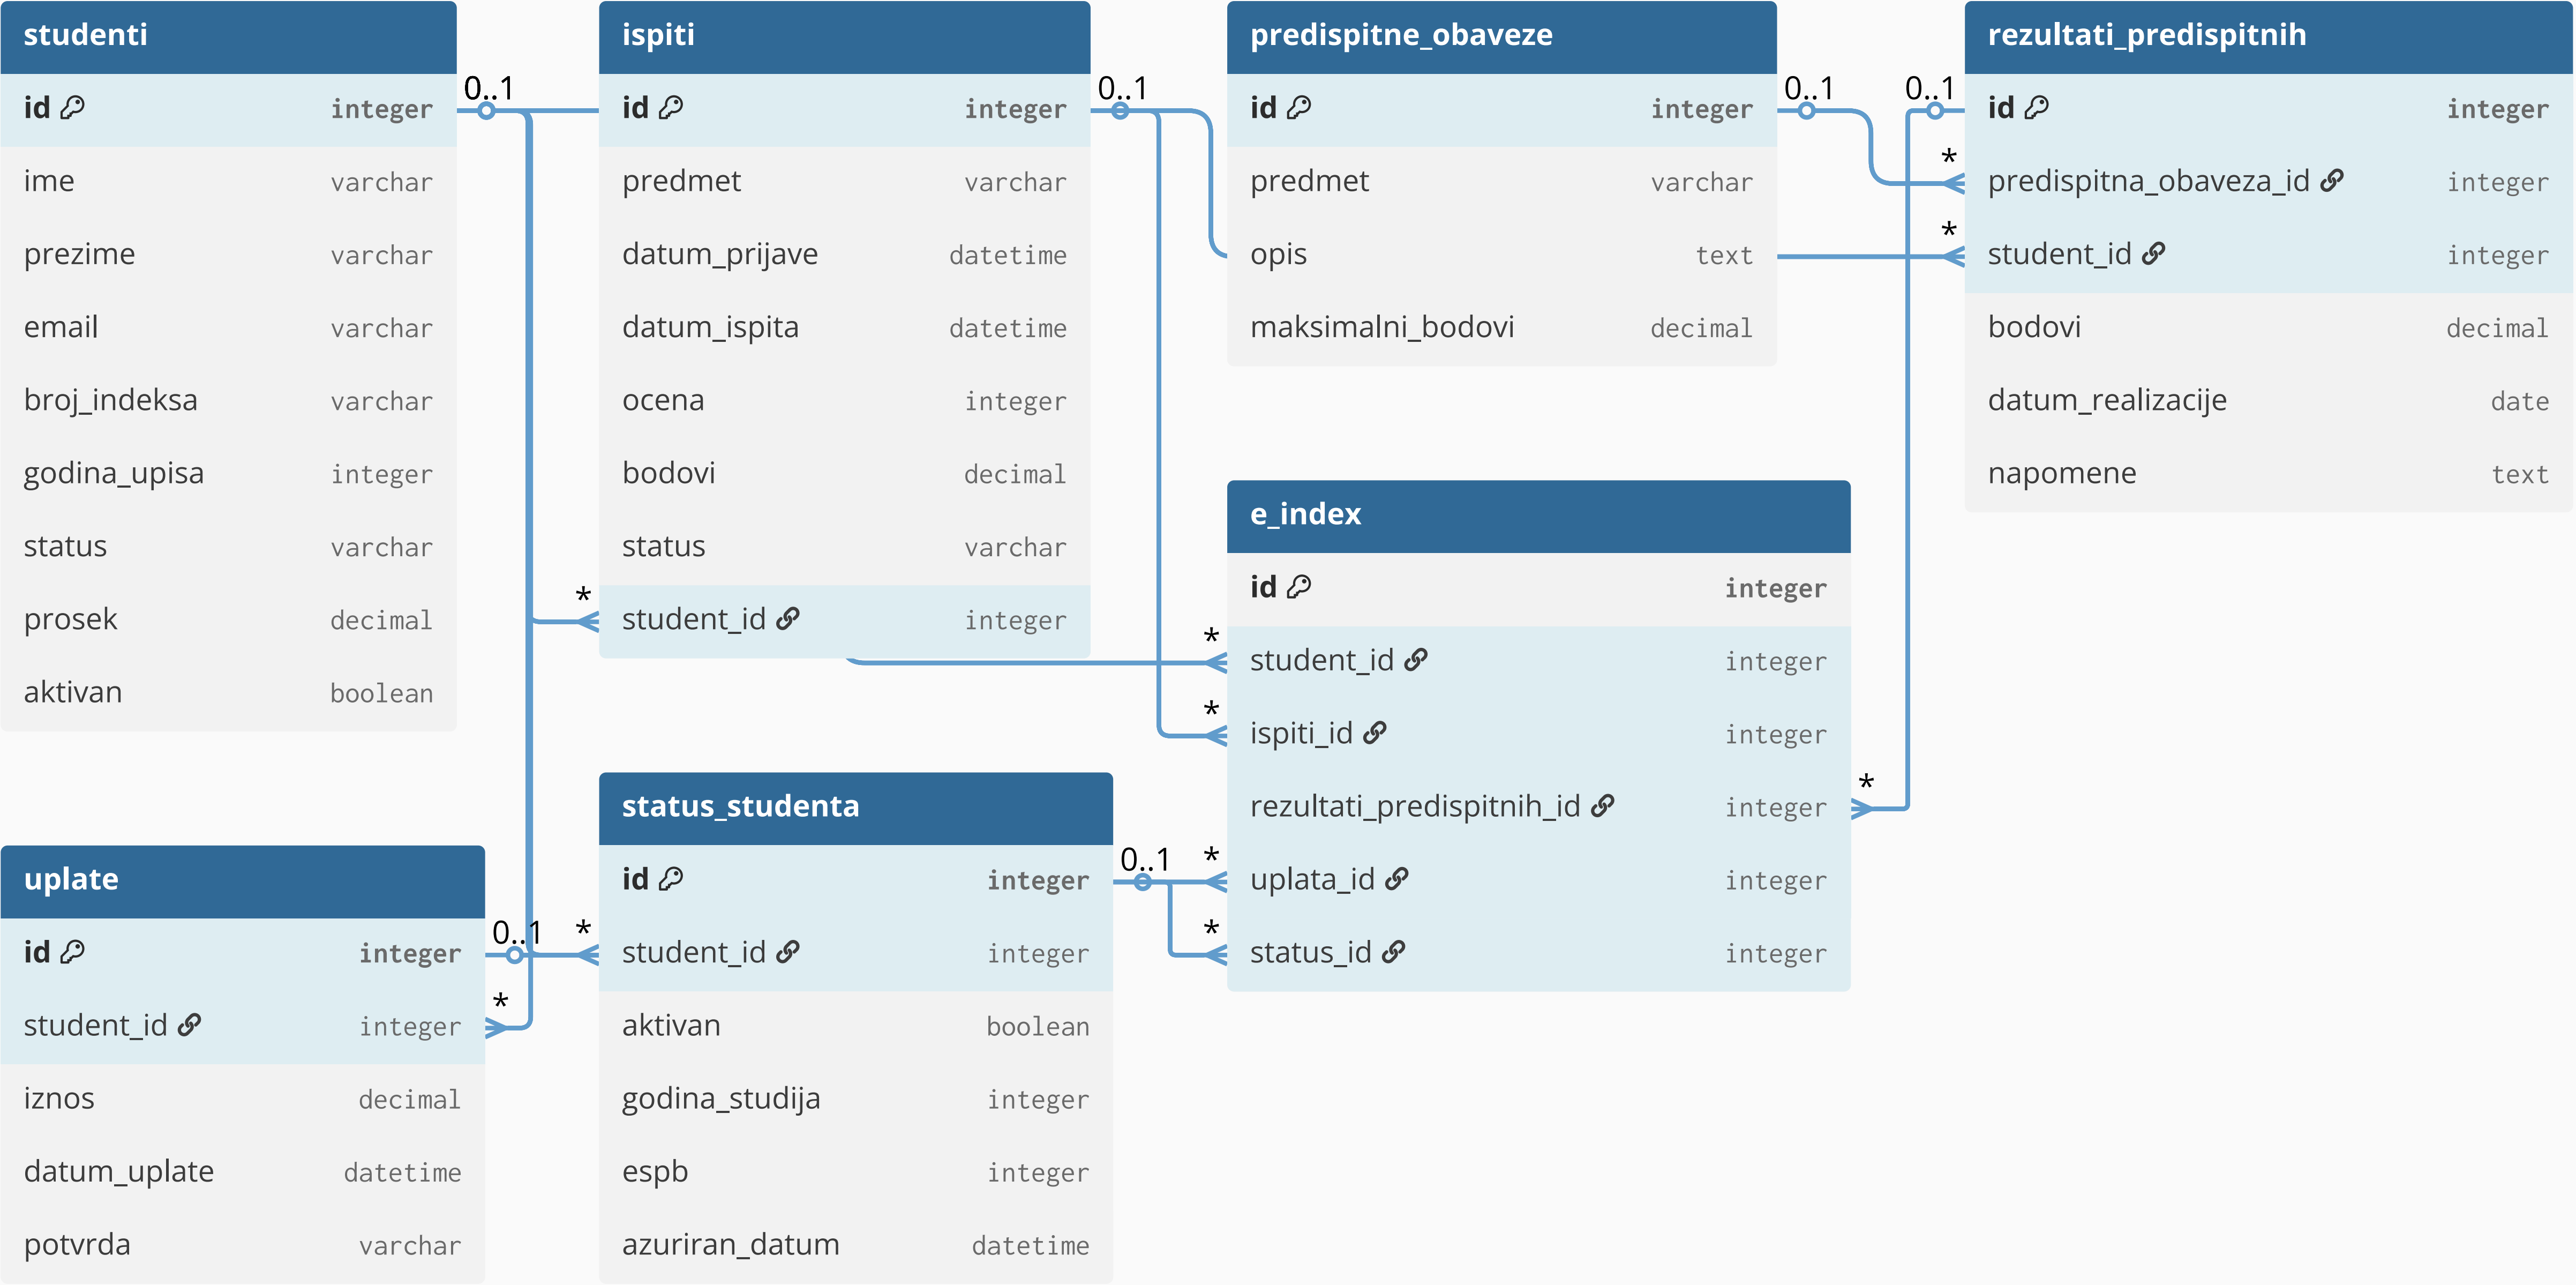 studenti
id integer
ime varchar
prezime varchar
email varchar
broj_indeksa varchar
godina_upisa integer
status varchar
prosek decimal
aktivan boolean
0..1
ispiti
id integer
predmet varchar
datum_prijave datetime
datum_ispita datetime
ocena integer
bodovi decimal
status varchar
* student_id integer
0..1
predispitne_obaveze
id integer
predmet varchar
opis text
maksimalni_bodovi decimal
0..1
0..1
rezultati_predispitnih
id integer
* predispitna_obaveza_id integer
* student_id integer
bodovi decimal
datum_realizacije date
napomene text
e_index
id integer
* student_id integer
* ispiti_id integer
rezultati_predispitnih_id integer *
* uplata_id integer
* status_id integer
status_studenta
id integer 0..1
* student_id integer
aktivan boolean
godina_studija integer
espb integer
azuriran_datum datetime
uplate
id integer 0..1
student_id integer *
iznos decimal
datum_uplate datetime
potvrda varchar